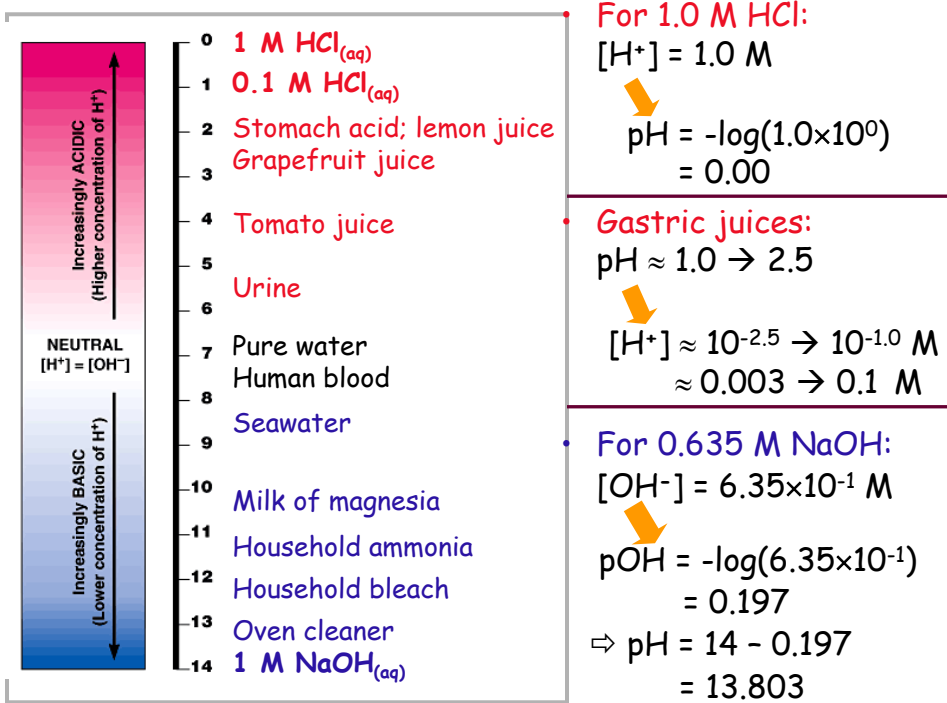 Increasingly ACIDIC
(Higher concentration of H⁺)
NEUTRAL
[H⁺] = [OH⁻]
Increasingly BASIC
(Lower concentration of H⁺)
0 1 M HCl(aq)
1 0.1 M HCl(aq)
2 Stomach acid; lemon juice
Grapefruit juice
3
4 Tomato juice
5
Urine
6
7 Pure water
Human blood
8
Seawater
9
10 Milk of magnesia
11
Household ammonia
12 Household bleach
13 Oven cleaner
14 1 M NaOH(aq)
• For 1.0 M HCl:
[H⁺] = 1.0 M
pH = -log(1.0×10⁰)
= 0.00
• Gastric juices:
pH ≈ 1.0 → 2.5
[H⁺] ≈ 10⁻²·⁵ → 10⁻¹·⁰ M
≈ 0.003 → 0.1 M
• For 0.635 M NaOH:
[OH⁻] = 6.35×10⁻¹ M
pOH = -log(6.35×10⁻¹)
= 0.197
⇨ pH = 14 – 0.197
= 13.803